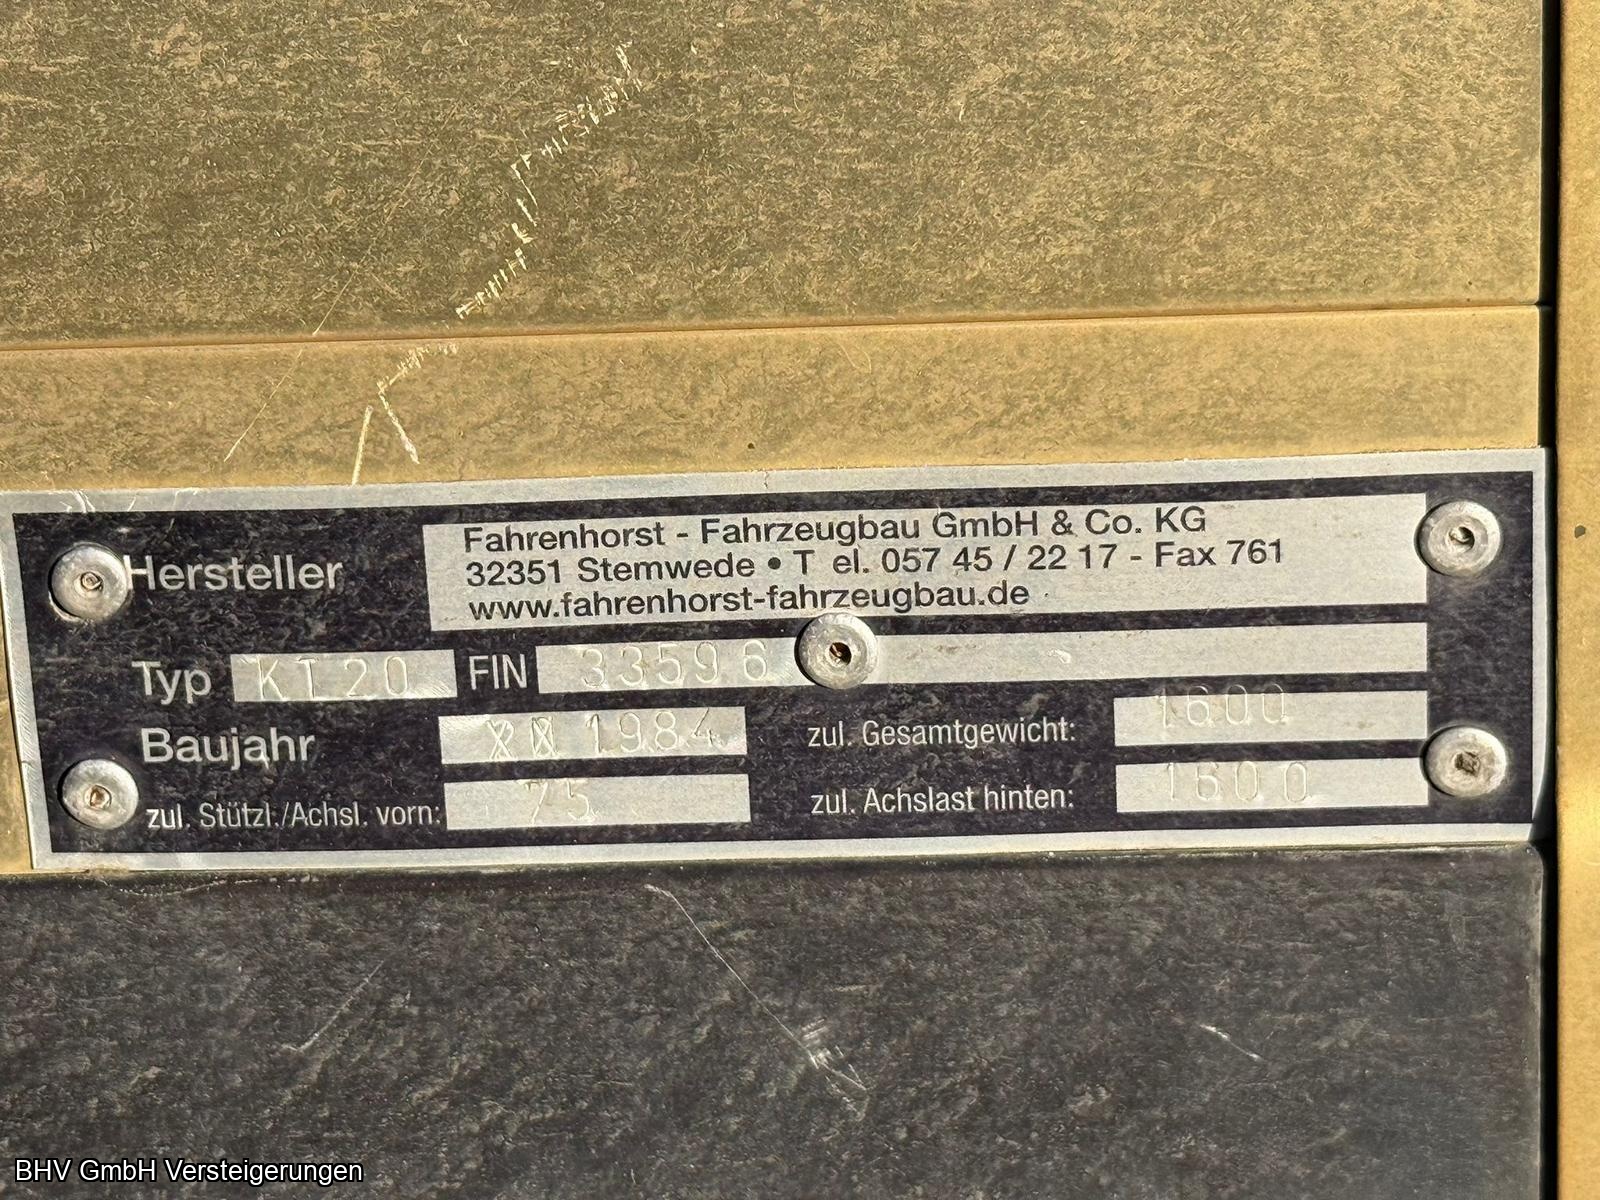 Hersteller
Fahrenhorst - Fahrzeugbau GmbH & Co. KG
32351 Stemwede • T el. 057 45 / 22 17 - Fax 761
www.fahrenhorst-fahrzeugbau.de
Typ KT20 FIN 33596
Baujahr 1984 zul. Gesamtgewicht: 1600
zul. Stützl./Achsl. vorn: 75 zul. Achslast hinten: 1600
BHV GmbH Versteigerungen